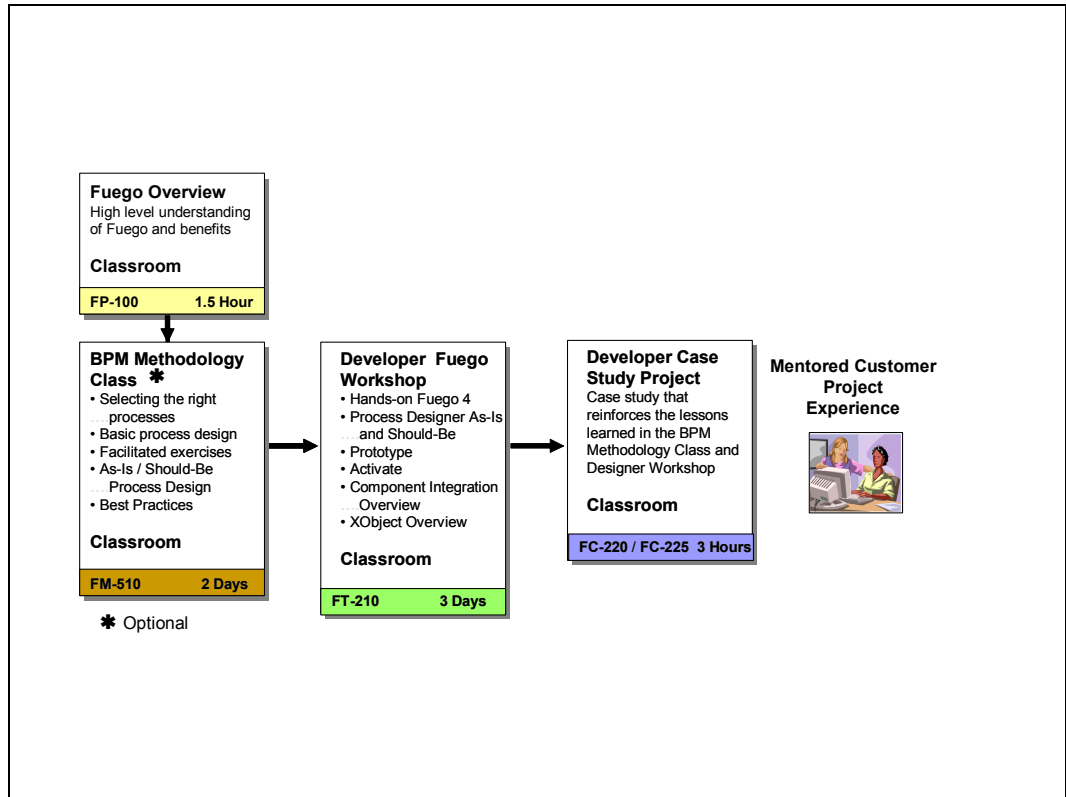 Fuego Overview
High level understanding
of Fuego and benefits
Classroom
FP-100 1.5 Hour
BPM Methodology
Class *
• Selecting the right
....processes
• Basic process design
• Facilitated exercises
• As-Is / Should-Be
....Process Design
• Best Practices
Classroom
FM-510 2 Days
* Optional
Developer Fuego
Workshop
• Hands-on Fuego 4
• Process Designer As-Is
....and Should-Be
• Prototype
• Activate
• Component Integration
....Overview
• XObject Overview
Classroom
FT-210 3 Days
Developer Case
Study Project
Case study that
reinforces the lessons
learned in the BPM
Methodology Class and
Designer Workshop
Classroom
FC-220 / FC-225 3 Hours
Mentored Customer
Project
Experience